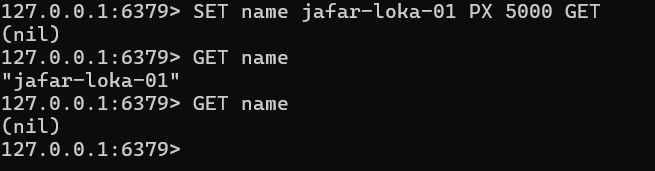 127.0.0.1:6379> SET name jafar-loka-01 PX 5000 GET
(nil)
127.0.0.1:6379> GET name
"jafar-loka-01"
127.0.0.1:6379> GET name
(nil)
127.0.0.1:6379>